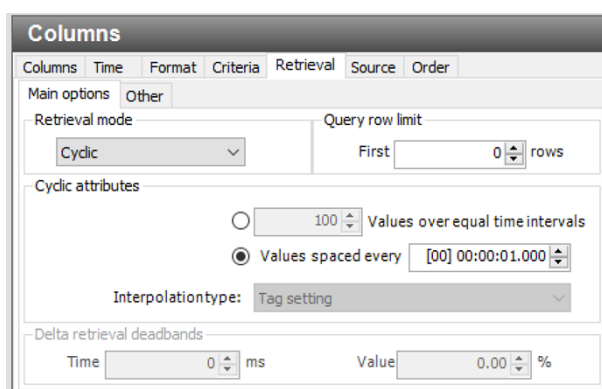 Columns
Columns Time Format Criteria Retrieval Source Order
Main options Other
Retrieval mode Query row limit
Cyclic First 0 rows
Cyclic attributes
100 Values over equal time intervals
Values spaced every [00] 00:00:01.000
Interpolation type: Tag setting
Delta retrieval deadbands
Time 0 ms Value 0.00 %